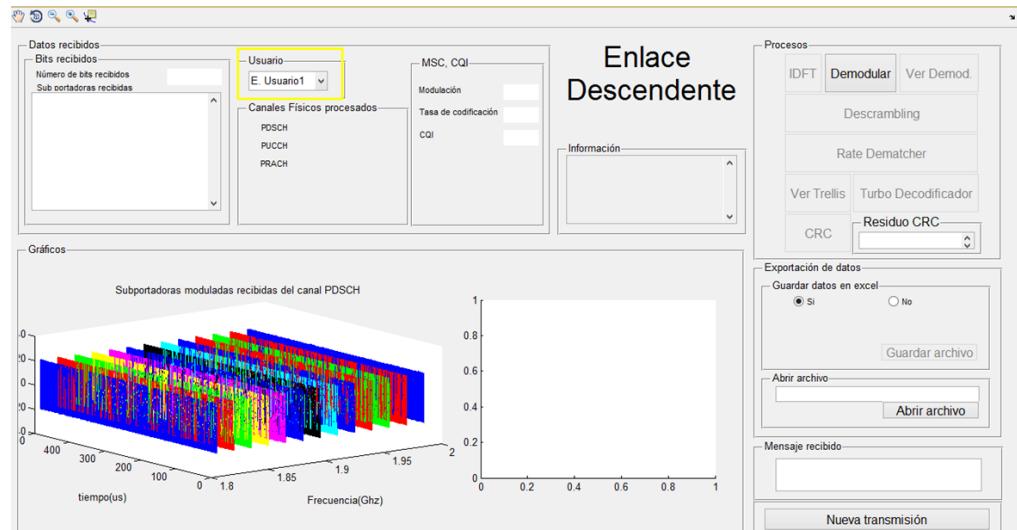 Datos recibidos
Bits recibidos
Número de bits recibidos
Sub portadoras recibidas
Usuario
E. Usuario1
Canales Físicos procesados
PDSCH
PUCCH
PRACH
MSC, CQI
Modulación
Tasa de codificación
CQI
Enlace
Descendente
Información
Procesos
IDFT Demodular Ver Demod.
Descrambling
Rate Dematcher
Ver Trellis Turbo Decodificador
CRC
Residuo CRC
Exportación de datos
Guardar datos en excel
Si No
Guardar archivo
Abrir archivo
Abrir archivo
Mensaje recibido
Nueva transmisión
Gráficos
Subportadoras moduladas recibidas del canal PDSCH
0
400
300
200
100
0
tiempo(us)
1.8
1.85
1.9
1.95
2
Frecuencia(Ghz)
1
0.8
0.6
0.4
0.2
0
0 0.2 0.4 0.6 0.8 1